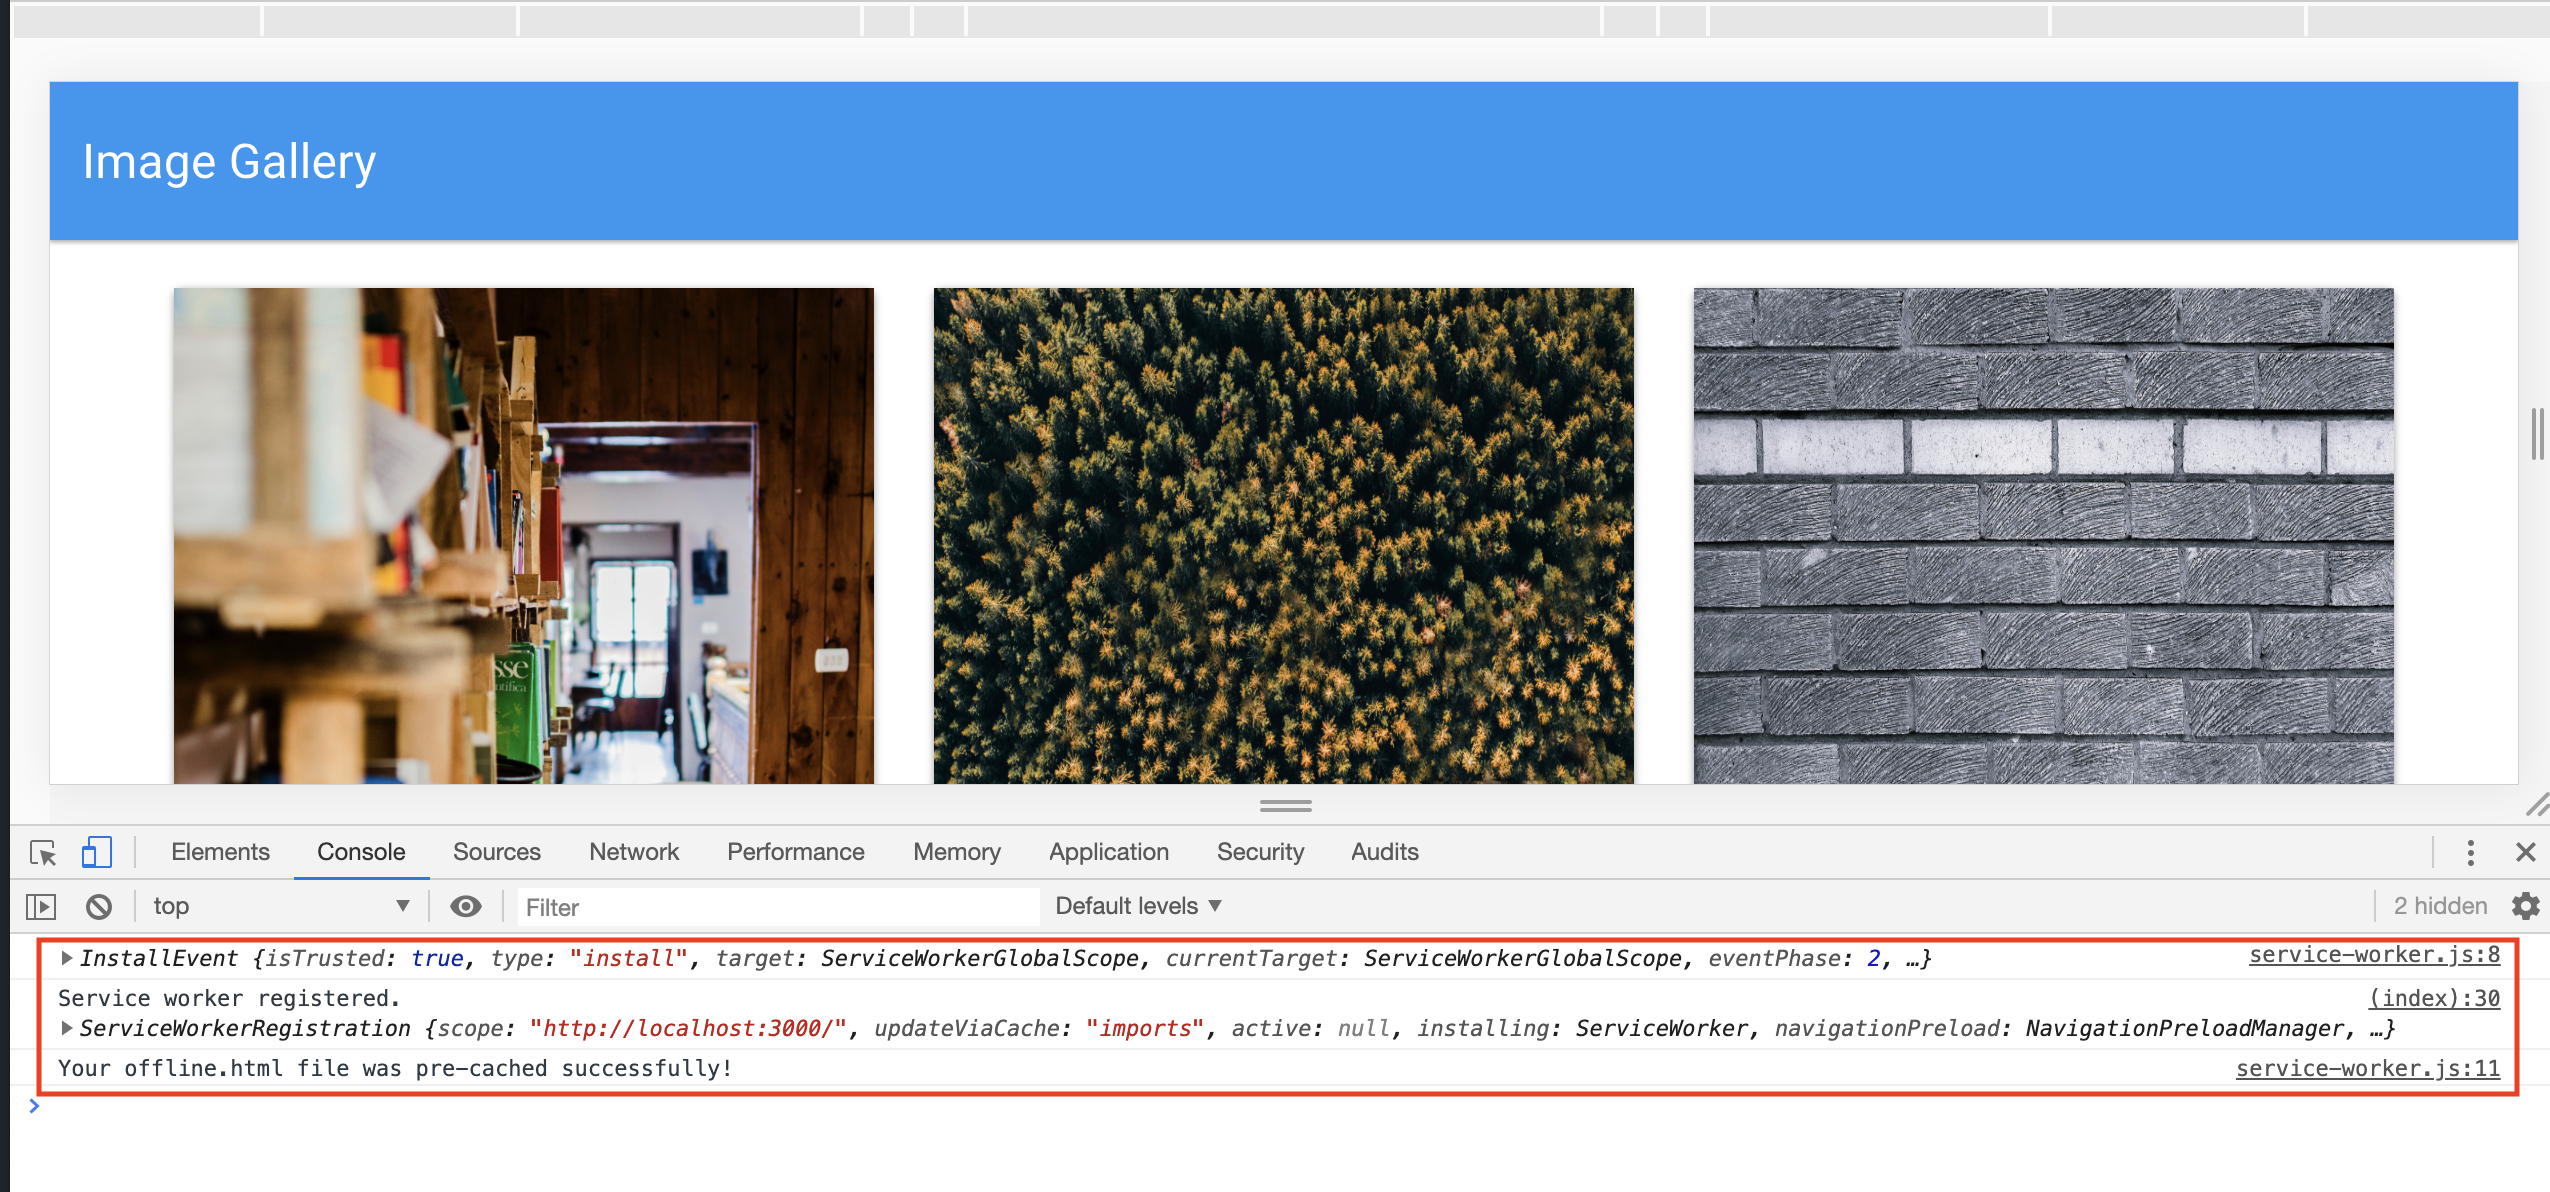 Image Gallery
sse
ntifica
Elements Console Sources Network Performance Memory Application Security Audits
top Filter Default levels 2 hidden
InstallEvent {isTrusted: true, type: "install", target: ServiceWorkerGlobalScope, currentTarget: ServiceWorkerGlobalScope, eventPhase: 2, …} service-worker.js:8
Service worker registered. (index):30
ServiceWorkerRegistration {scope: "http://localhost:3000/", updateViaCache: "imports", active: null, installing: ServiceWorker, navigationPreload: NavigationPreloadManager, …}
Your offline.html file was pre-cached successfully! service-worker.js:11